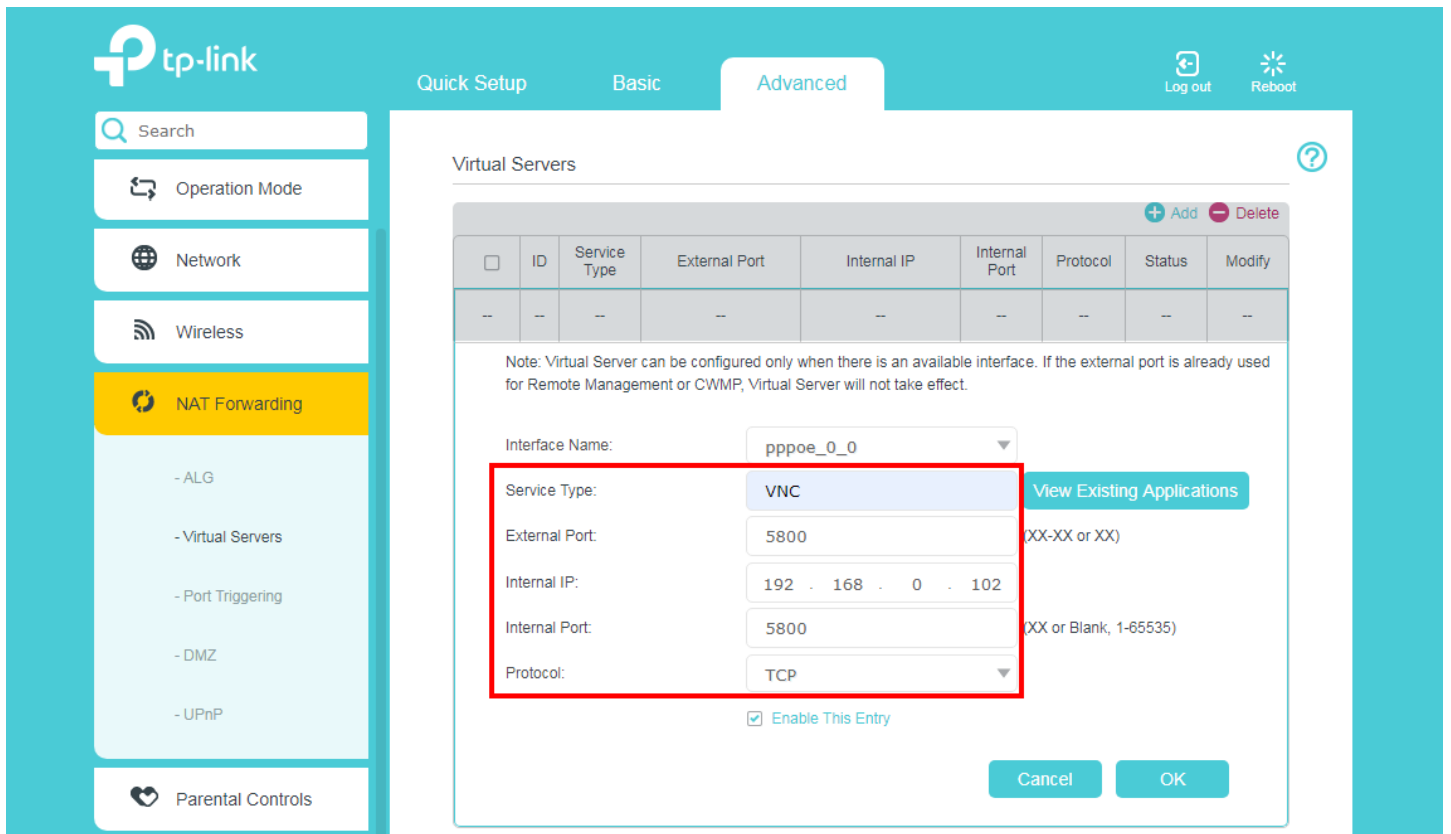 tp-link
Quick Setup Basic Advanced Log out Reboot
Search
Operation Mode
Network
Wireless
NAT Forwarding
- ALG
- Virtual Servers
- Port Triggering
- DMZ
- UPnP
Parental Controls
Virtual Servers
Add Delete
ID Service Type External Port Internal IP Internal Port Protocol Status Modify
-- -- -- -- -- -- -- -- --
Note: Virtual Server can be configured only when there is an available interface. If the external port is already used
for Remote Management or CWMP, Virtual Server will not take effect.
Interface Name: pppoe_0_0
Service Type: VNC View Existing Applications
External Port: 5800 (XX-XX or XX)
Internal IP: 192 . 168 . 0 . 102
Internal Port: 5800 (XX or Blank, 1-65535)
Protocol: TCP
Enable This Entry
Cancel OK